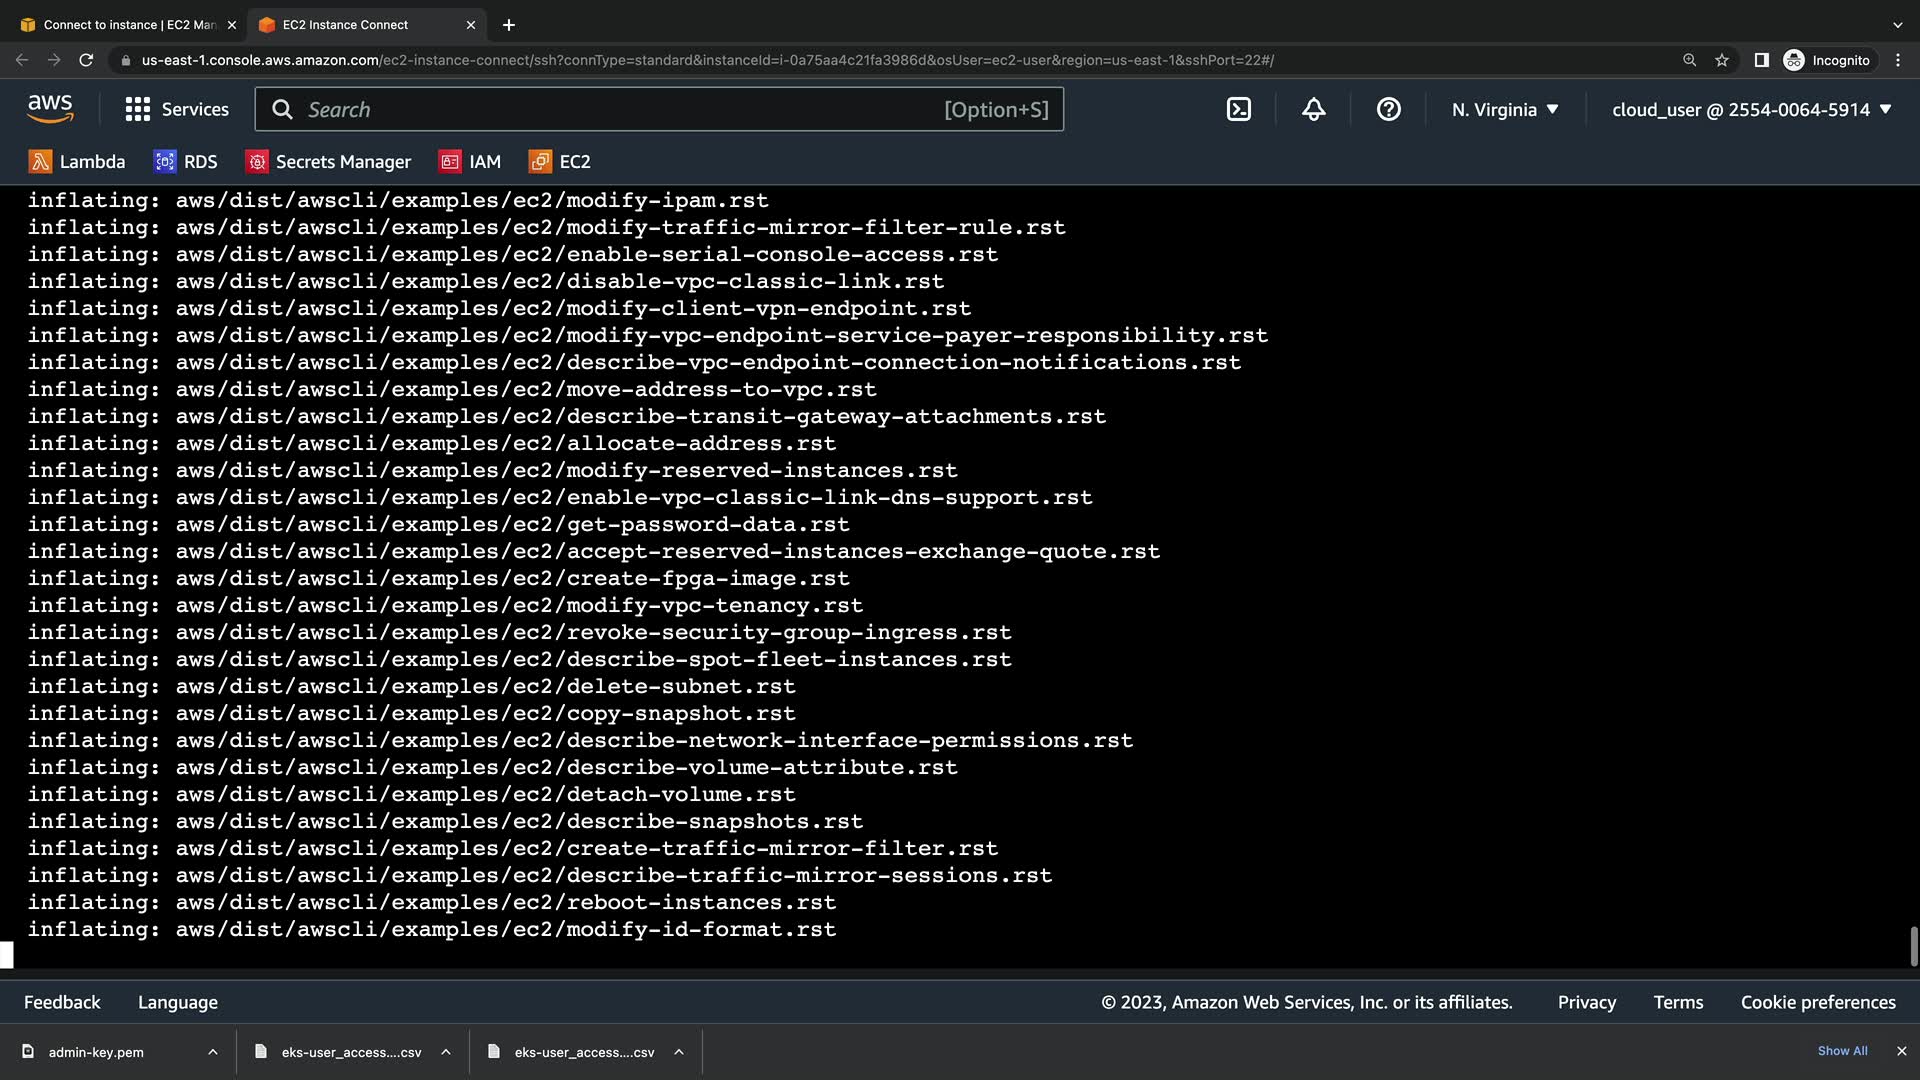 Connect to instance | EC2 Man
EC2 Instance Connect
us-east-1.console.aws.amazon.com/ec2-instance-connect/ssh?connType=standard&instanceId=i-0a75aa4c21fa3986d&osUser=ec2-user&region=us-east-1&sshPort=22#/
Incognito
aws
Services
Search
[Option+S]
N. Virginia
cloud_user @ 2554-0064-5914
Lambda
RDS
Secrets Manager
IAM
EC2
inflating: aws/dist/awscli/examples/ec2/modify-ipam.rst
inflating: aws/dist/awscli/examples/ec2/modify-traffic-mirror-filter-rule.rst
inflating: aws/dist/awscli/examples/ec2/enable-serial-console-access.rst
inflating: aws/dist/awscli/examples/ec2/disable-vpc-classic-link.rst
inflating: aws/dist/awscli/examples/ec2/modify-client-vpn-endpoint.rst
inflating: aws/dist/awscli/examples/ec2/modify-vpc-endpoint-service-payer-responsibility.rst
inflating: aws/dist/awscli/examples/ec2/describe-vpc-endpoint-connection-notifications.rst
inflating: aws/dist/awscli/examples/ec2/move-address-to-vpc.rst
inflating: aws/dist/awscli/examples/ec2/describe-transit-gateway-attachments.rst
inflating: aws/dist/awscli/examples/ec2/allocate-address.rst
inflating: aws/dist/awscli/examples/ec2/modify-reserved-instances.rst
inflating: aws/dist/awscli/examples/ec2/enable-vpc-classic-link-dns-support.rst
inflating: aws/dist/awscli/examples/ec2/get-password-data.rst
inflating: aws/dist/awscli/examples/ec2/accept-reserved-instances-exchange-quote.rst
inflating: aws/dist/awscli/examples/ec2/create-fpga-image.rst
inflating: aws/dist/awscli/examples/ec2/modify-vpc-tenancy.rst
inflating: aws/dist/awscli/examples/ec2/revoke-security-group-ingress.rst
inflating: aws/dist/awscli/examples/ec2/describe-spot-fleet-instances.rst
inflating: aws/dist/awscli/examples/ec2/delete-subnet.rst
inflating: aws/dist/awscli/examples/ec2/copy-snapshot.rst
inflating: aws/dist/awscli/examples/ec2/describe-network-interface-permissions.rst
inflating: aws/dist/awscli/examples/ec2/describe-volume-attribute.rst
inflating: aws/dist/awscli/examples/ec2/detach-volume.rst
inflating: aws/dist/awscli/examples/ec2/describe-snapshots.rst
inflating: aws/dist/awscli/examples/ec2/create-traffic-mirror-filter.rst
inflating: aws/dist/awscli/examples/ec2/describe-traffic-mirror-sessions.rst
inflating: aws/dist/awscli/examples/ec2/reboot-instances.rst
inflating: aws/dist/awscli/examples/ec2/modify-id-format.rst
Feedback
Language
© 2023, Amazon Web Services, Inc. or its affiliates.
Privacy
Terms
Cookie preferences
admin-key.pem
eks-user_access....csv
eks-user_access....csv
Show All